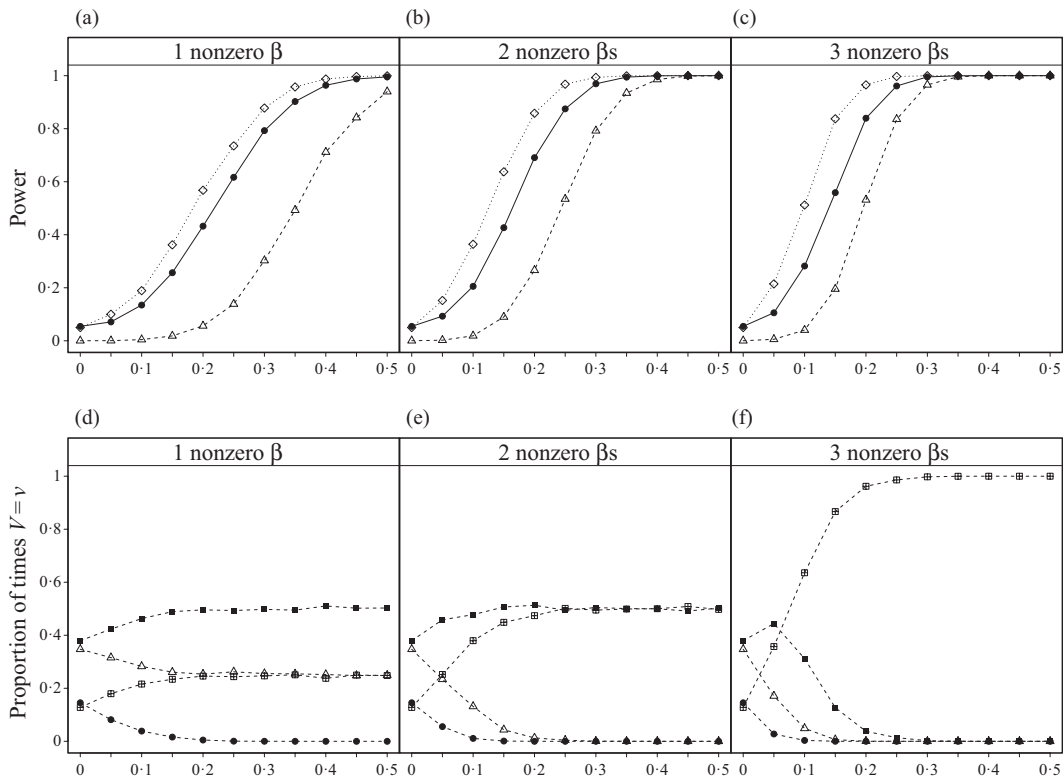 (a) (b) (c)
1 nonzero β 2 nonzero βs 3 nonzero βs
1
0·8
0·6
0·4
0·2
0
Power
0 0·1 0·2 0·3 0·4 0·5 0 0·1 0·2 0·3 0·4 0·5 0 0·1 0·2 0·3 0·4 0·5
(d) (e) (f)
1 nonzero β 2 nonzero βs 3 nonzero βs
1
0·8
0·6
0·4
0·2
0
Proportion of times V = v
0 0·1 0·2 0·3 0·4 0·5 0 0·1 0·2 0·3 0·4 0·5 0 0·1 0·2 0·3 0·4 0·5